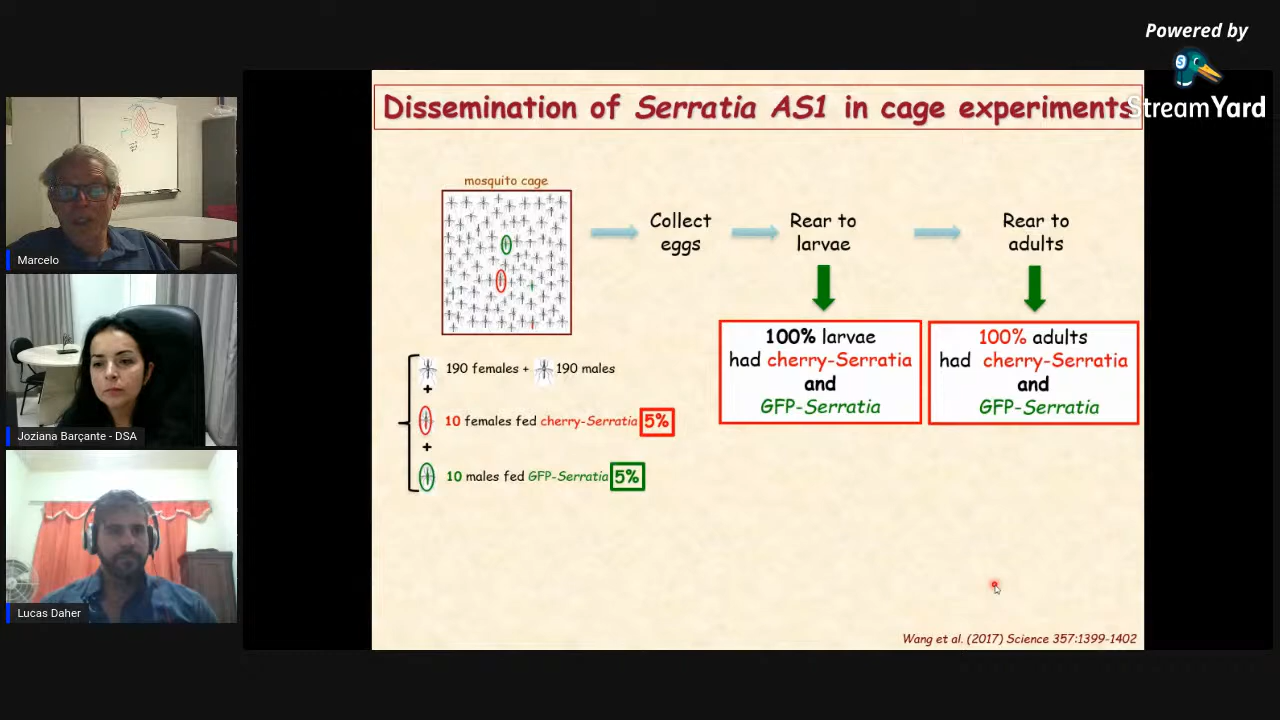 Powered by
StreamYard
Dissemination of Serratia AS1 in cage experiments
mosquito cage
Collect
eggs
Rear to
larvae
Rear to
adults
100% larvae
had cherry-Serratia
and
GFP-Serratia
100% adults
had cherry-Serratia
and
GFP-Serratia
190 females + 190 males
+
10 females fed cherry-Serratia 5%
+
10 males fed GFP-Serratia 5%
Wang et al. (2017) Science 357:1399-1402
Marcelo
Joziana Barçante - DSA
Lucas Daher